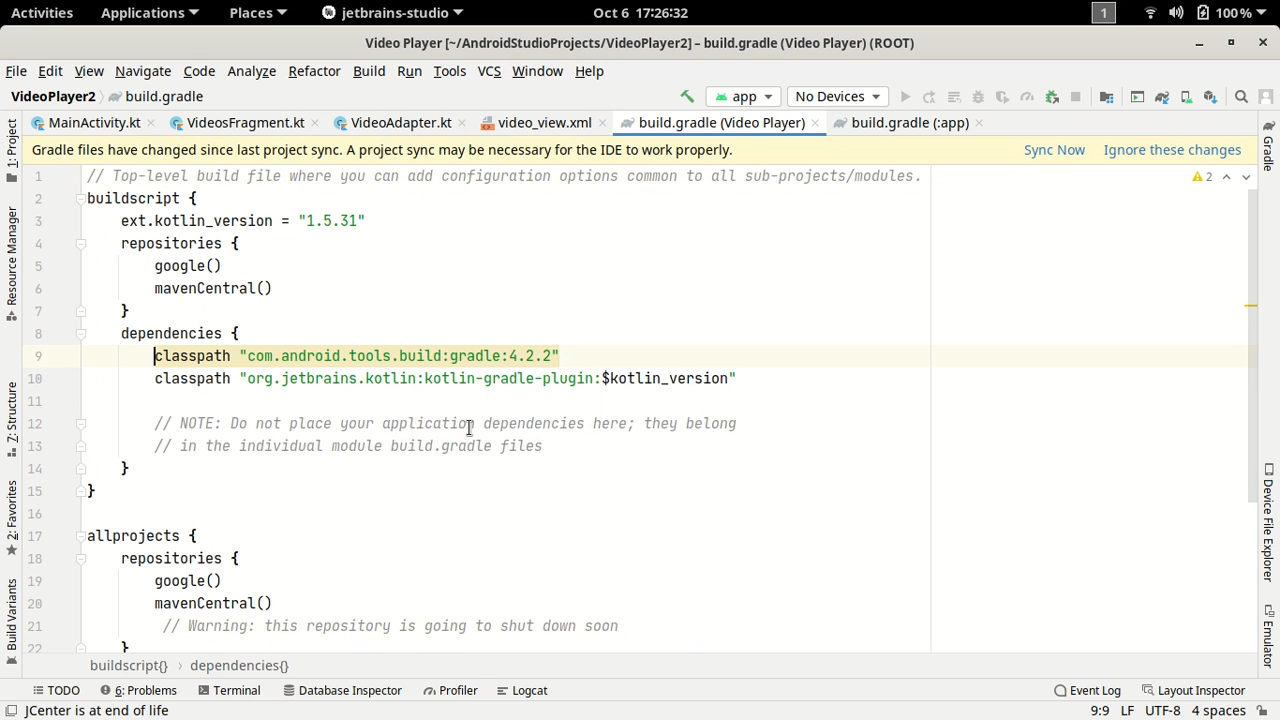 Activities Applications Places jetbrains-studio Oct 6 17:26:32 1 100%
Video Player [~/AndroidStudioProjects/VideoPlayer2] – build.gradle (Video Player) (ROOT)
File Edit View Navigate Code Analyze Refactor Build Run Tools VCS Window Help
VideoPlayer2 build.gradle app No Devices
MainActivity.kt VideosFragment.kt VideoAdapter.kt video_view.xml build.gradle (Video Player) build.gradle (:app)
Gradle files have changed since last project sync. A project sync may be necessary for the IDE to work properly. Sync Now Ignore these changes
1 // Top-level build file where you can add configuration options common to all sub-projects/modules. 2
2 buildscript {
3 ext.kotlin_version = "1.5.31"
4 repositories {
5 google()
6 mavenCentral()
7 }
8 dependencies {
9 classpath "com.android.tools.build:gradle:4.2.2"
10 classpath "org.jetbrains.kotlin:kotlin-gradle-plugin:$kotlin_version"
11
12 // NOTE: Do not place your application dependencies here; they belong
13 // in the individual module build.gradle files
14 }
15 }
16
17 allprojects {
18 repositories {
19 google()
20 mavenCentral()
21 // Warning: this repository is going to shut down soon
22 }
1: Project
Resource Manager
Z: Structure
2: Favorites
Build Variants
Gradle
Device File Explorer
Emulator
buildscript{} › dependencies{}
TODO 6: Problems Terminal Database Inspector Profiler Logcat Event Log Layout Inspector
JCenter is at end of life 9:9 LF UTF-8 4 spaces